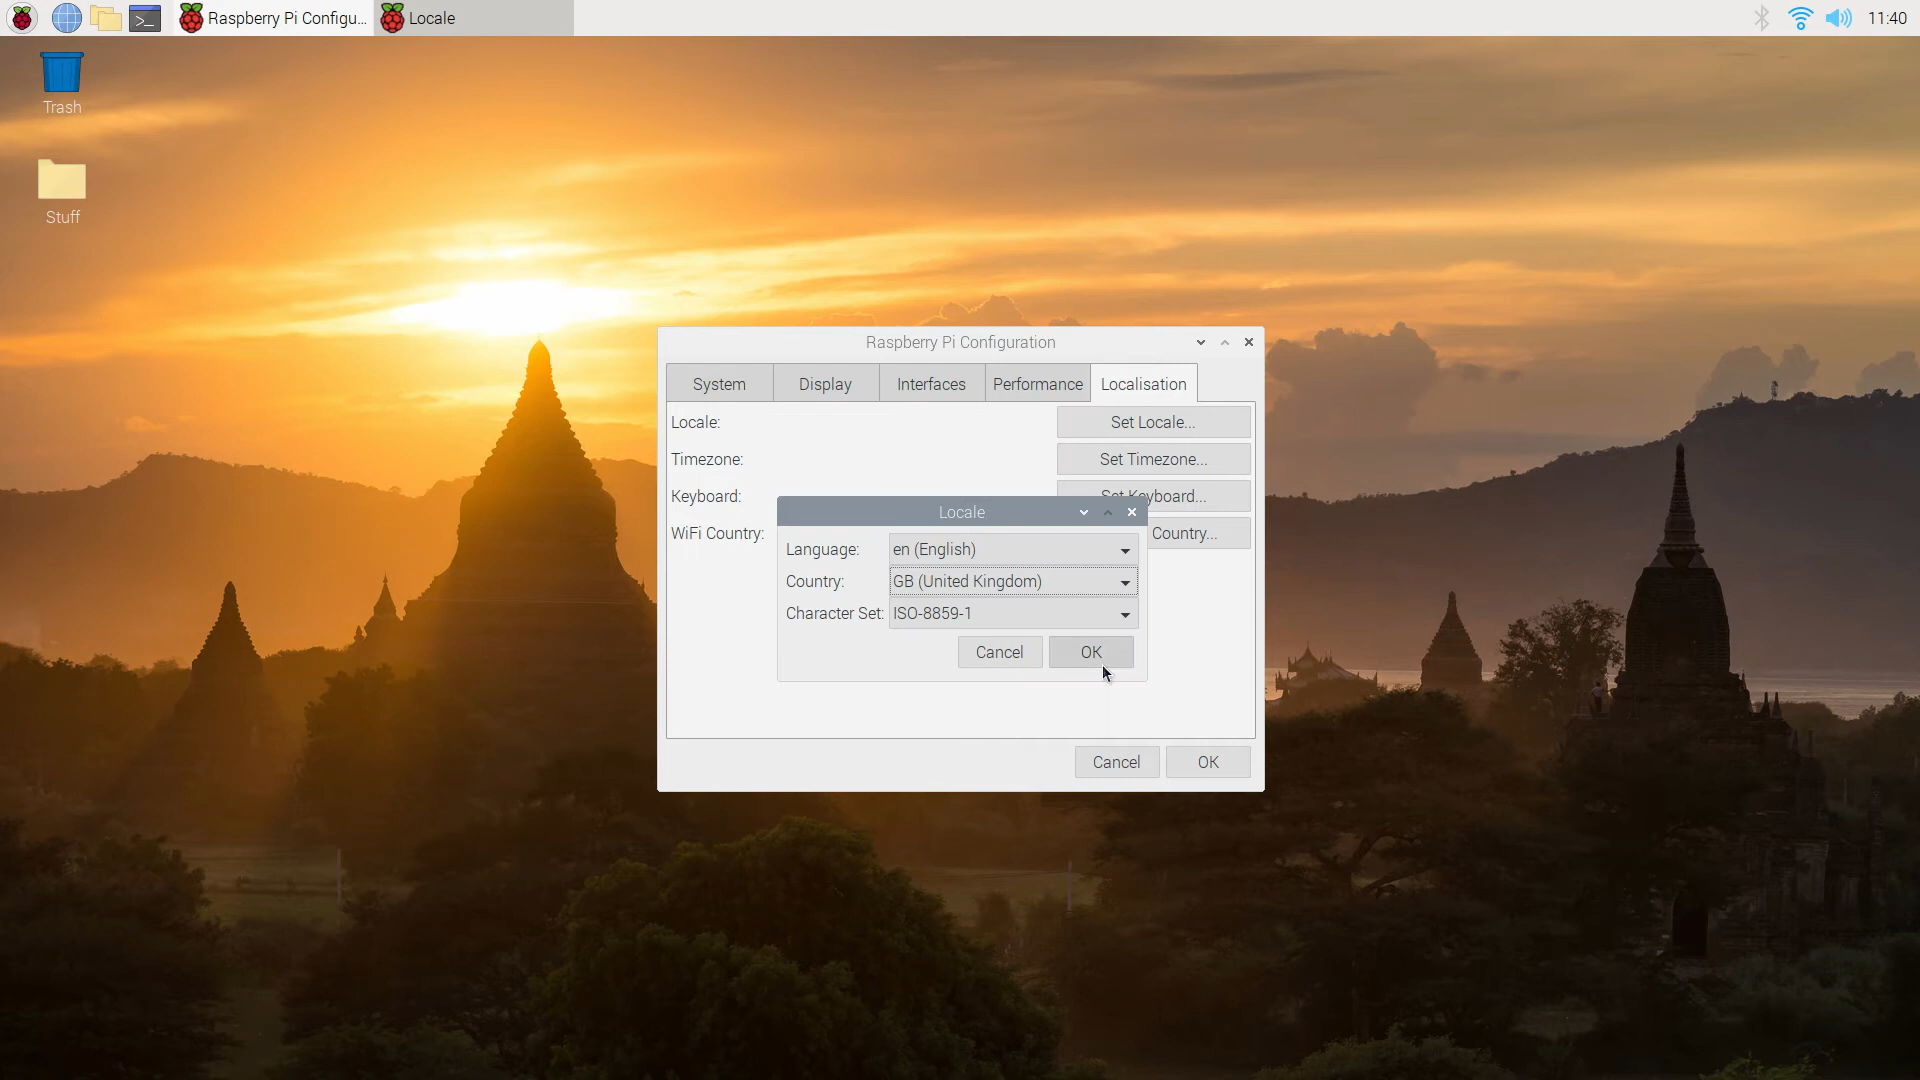 Raspberry Pi Configu...
Locale
11:40
Trash
Stuff
Raspberry Pi Configuration
System
Display
Interfaces
Performance
Localisation
Locale:
Set Locale...
Timezone:
Set Timezone...
Keyboard:
Set Keyboard...
WiFi Country:
Country...
Locale
Language:
en (English)
Country:
GB (United Kingdom)
Character Set:
ISO-8859-1
Cancel
OK
Cancel
OK